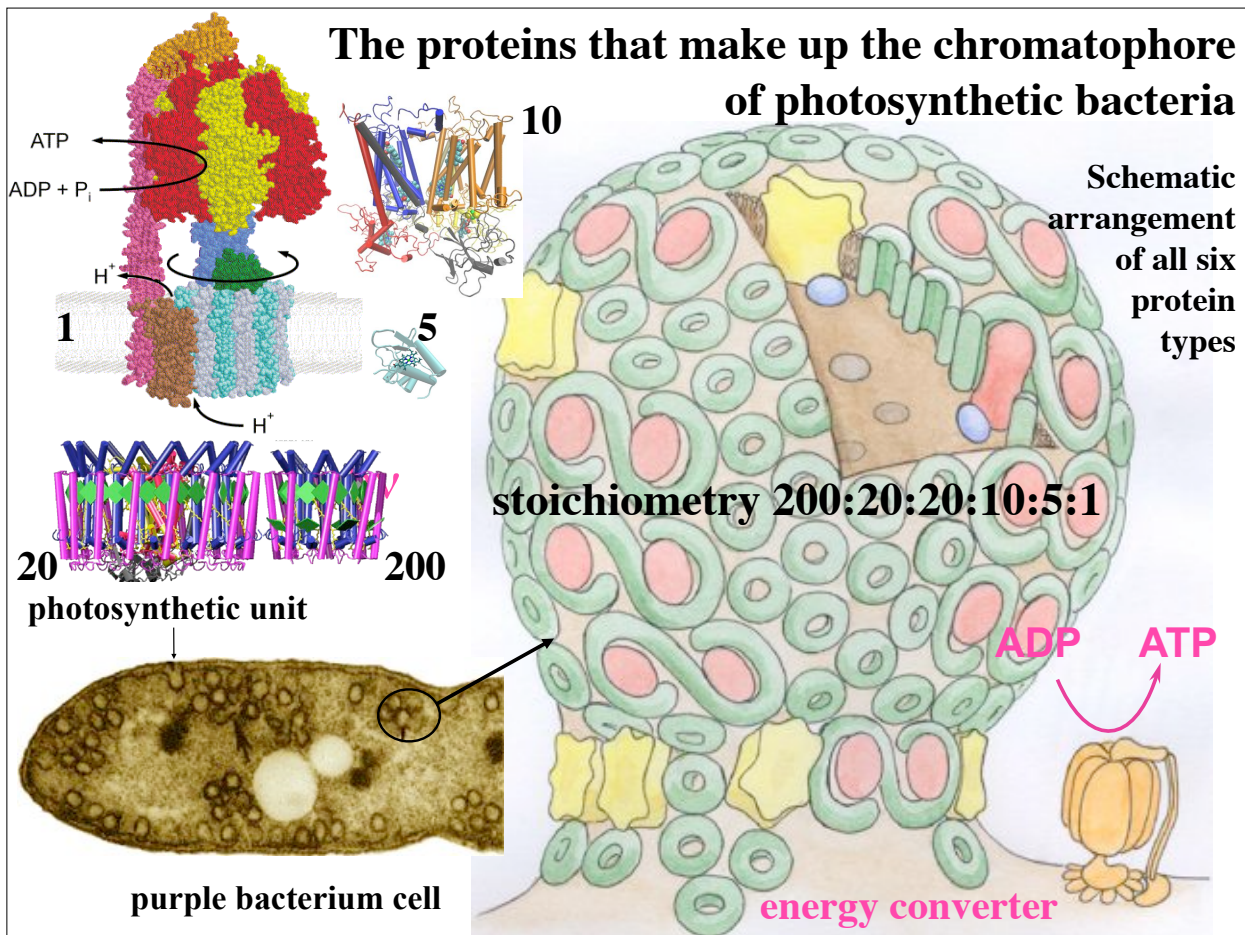 The proteins that make up the chromatophore
of photosynthetic bacteria
ATP
ADP + Pi
H+
1
H+
10
5
Schematic
arrangement
of all six
protein
types
stoichiometry 200:20:20:10:5:1
20
200
photosynthetic unit
purple bacterium cell
ADP ATP
energy converter